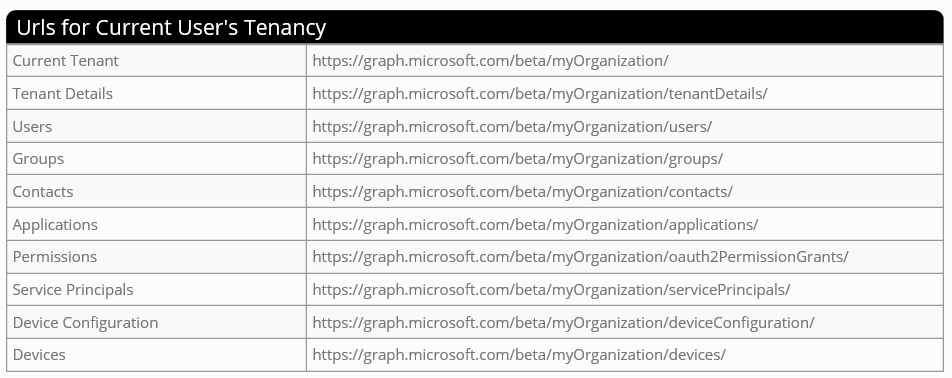 Urls for Current User's Tenancy
Current Tenant https://graph.microsoft.com/beta/myOrganization/
Tenant Details https://graph.microsoft.com/beta/myOrganization/tenantDetails/
Users https://graph.microsoft.com/beta/myOrganization/users/
Groups https://graph.microsoft.com/beta/myOrganization/groups/
Contacts https://graph.microsoft.com/beta/myOrganization/contacts/
Applications https://graph.microsoft.com/beta/myOrganization/applications/
Permissions https://graph.microsoft.com/beta/myOrganization/oauth2PermissionGrants/
Service Principals https://graph.microsoft.com/beta/myOrganization/servicePrincipals/
Device Configuration https://graph.microsoft.com/beta/myOrganization/deviceConfiguration/
Devices https://graph.microsoft.com/beta/myOrganization/devices/